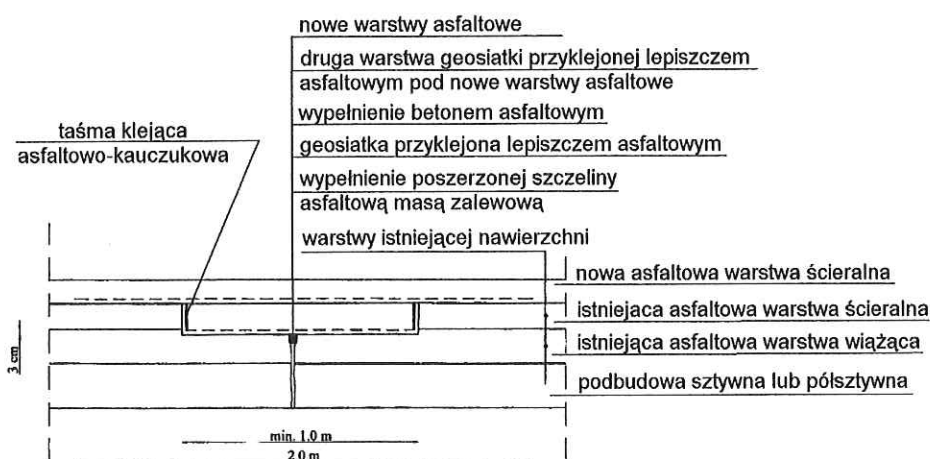 nowe warstwy asfaltowe
druga warstwa geosiatki przyklejonej lepiszczem
asfaltowym pod nowe warstwy asfaltowe
wypełnienie betonem asfaltowym
geosiatka przyklejona lepiszczem asfaltowym
wypełnienie poszerzonej szczeliny
asfaltową masą zalewową
warstwy istniejącej nawierzchni
taśma klejąca
asfaltowo-kauczukowa
nowa asfaltowa warstwa ścieralna
istniejaca asfaltowa warstwa ścieralna
istniejąca asfaltowa warstwa wiążąca
podbudowa sztywna lub półsztywna
3 cm
min. 1.0 m
2.0 m